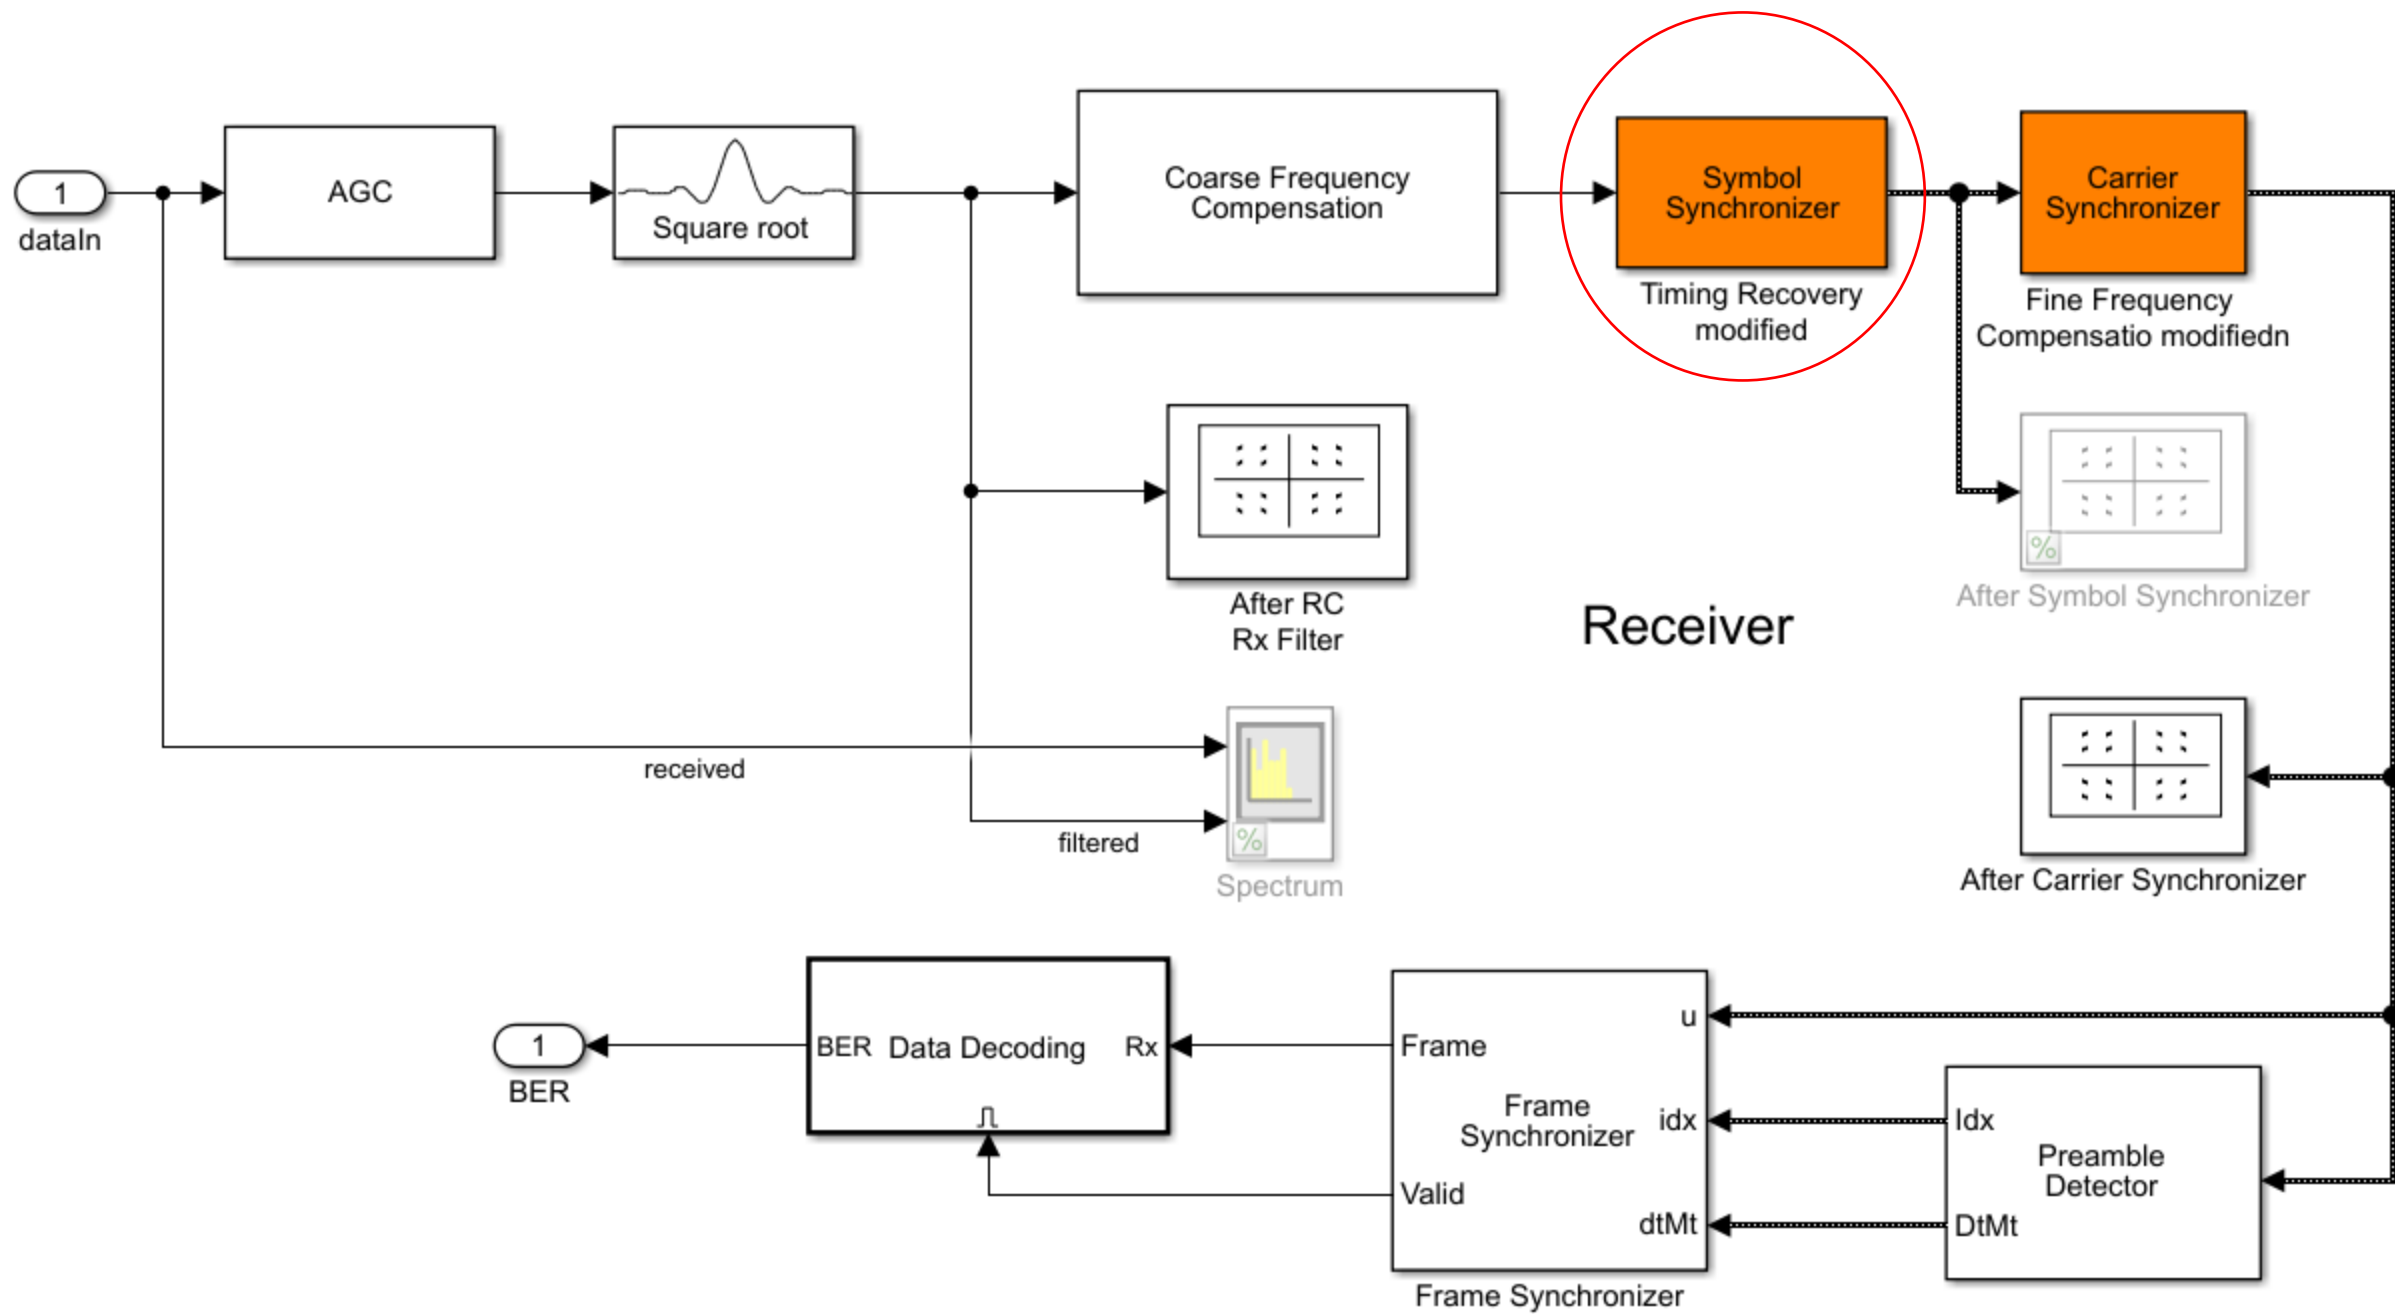 1
dataIn
AGC
Square root
Coarse Frequency
Compensation
Symbol
Synchronizer
Timing Recovery
modified
Carrier
Synchronizer
Fine Frequency
Compensatio modifiedn
After RC
Rx Filter
%
After Symbol Synchronizer
Receiver
received
filtered
%
Spectrum
After Carrier Synchronizer
1
BER
BER Data Decoding Rx
Frame
Valid
Frame
Synchronizer
u
idx
dtMt
Frame Synchronizer
Idx
DtMt
Preamble
Detector